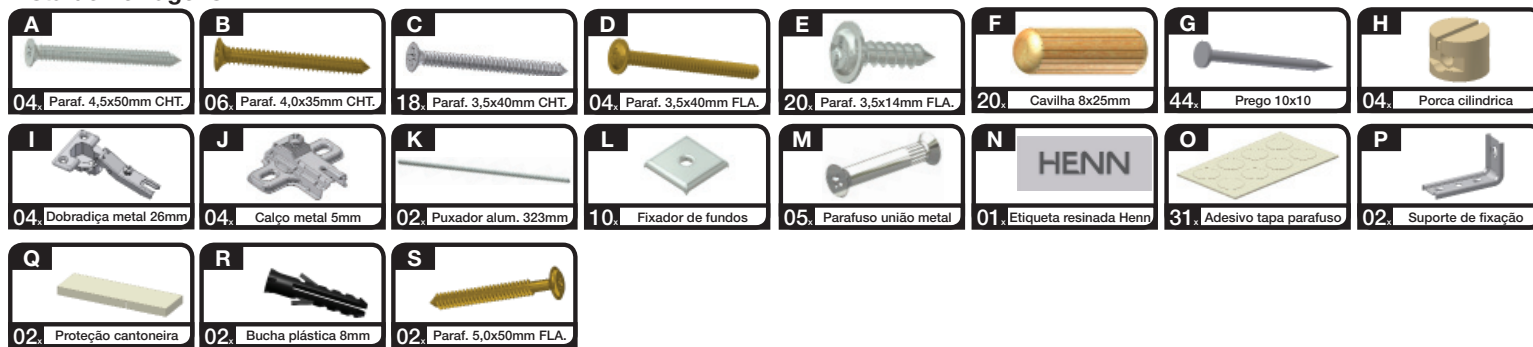 A B C D E F G H
04x Paraf. 4,5x50mm CHT. 06x Paraf. 4,0x35mm CHT. 18x Paraf. 3,5x40mm CHT. 04x Paraf. 3,5x40mm FLA. 20x Paraf. 3,5x14mm FLA. 20x Cavilha 8x25mm 44x Prego 10x10 04x Porca cilindrica
I J K L M N O P
HENN
04x Dobradiça metal 26mm 04x Calço metal 5mm 02x Puxador alum. 323mm 10x Fixador de fundos 05x Parafuso união metal 01x Etiqueta resinada Henn 31x Adesivo tapa parafuso 02x Suporte de fixação
Q R S
02x Proteção cantoneira 02x Bucha plástica 8mm 02x Paraf. 5,0x50mm FLA.